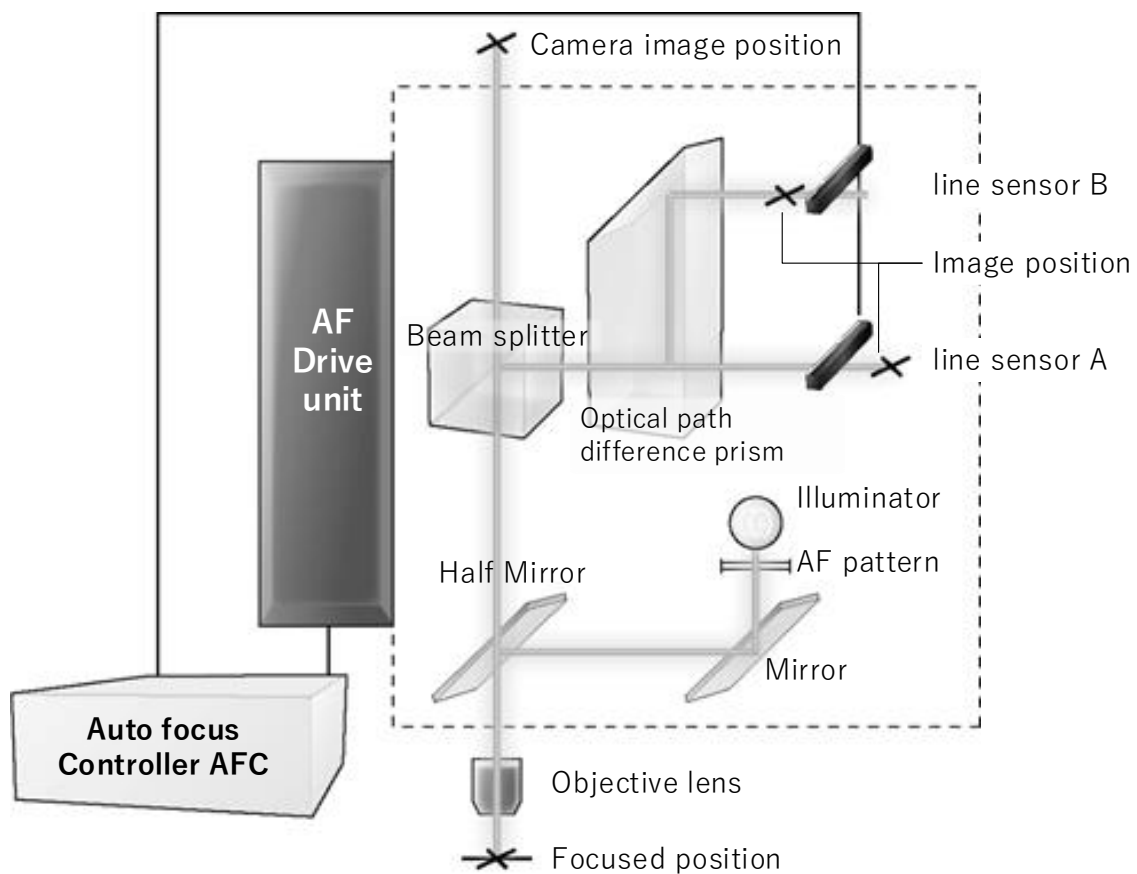 Camera image position
line sensor B
Image position
AF
Drive
unit
Beam splitter
line sensor A
Optical path
difference prism
Illuminator
AF pattern
Half Mirror
Mirror
Auto focus
Controller AFC
Objective lens
Focused position